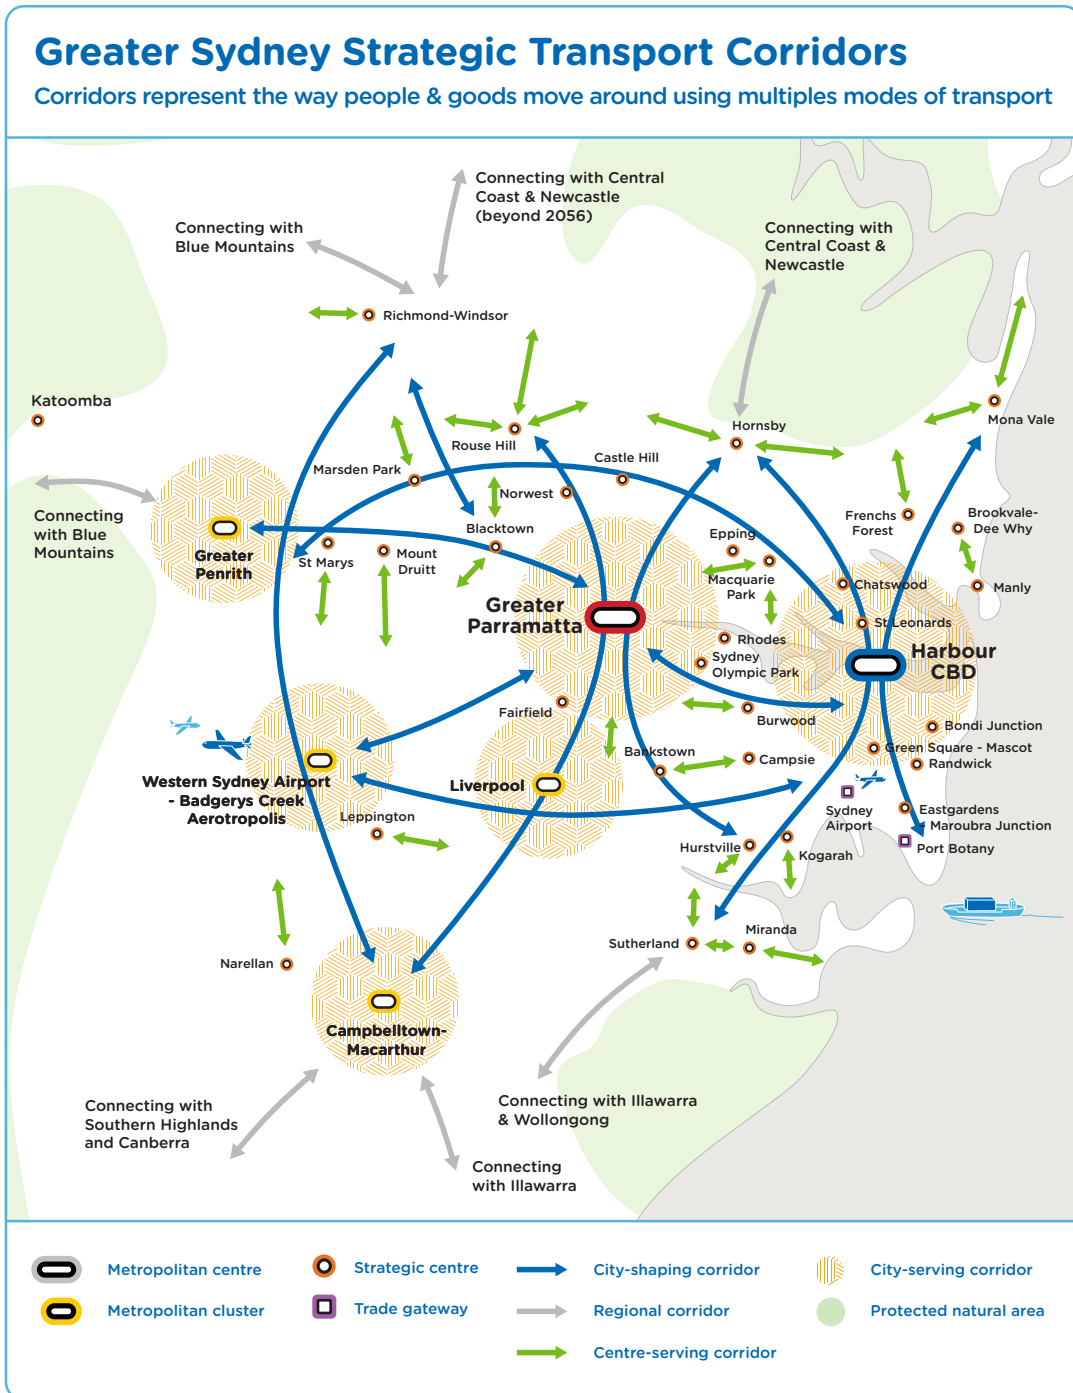 Greater Sydney Strategic Transport Corridors
Corridors represent the way people & goods move around using multiples modes of transport
Connecting with Central
Coast & Newcastle
(beyond 2056)
Connecting with
Blue Mountains
Connecting with
Central Coast &
Newcastle
Richmond-Windsor
Katoomba
Mona Vale
Hornsby
Rouse Hill
Castle Hill
Marsden Park
Norwest
Connecting
with Blue
Mountains
Frenchs
Forest
Brookvale-
Dee Why
Blacktown
Epping
Greater
Penrith
St Marys
Mount
Druitt
Macquarie
Park
Chatswood
Manly
Greater
Parramatta
St Leonards
Rhodes
Harbour
CBD
Sydney
Olympic Park
Fairfield
Burwood
Bondi Junction
Green Square - Mascot
Randwick
Bankstown
Campsie
Western Sydney Airport
- Badgerys Creek
Aerotropolis
Liverpool
Leppington
Sydney
Airport
Eastgardens
- Maroubra Junction
Port Botany
Hurstville
Kogarah
Sutherland
Miranda
Narellan
Campbelltown-
Macarthur
Connecting with
Southern Highlands
and Canberra
Connecting with Illawarra
& Wollongong
Connecting
with Illawarra
Metropolitan centre
Strategic centre
City-shaping corridor
City-serving corridor
Metropolitan cluster
Trade gateway
Regional corridor
Protected natural area
Centre-serving corridor